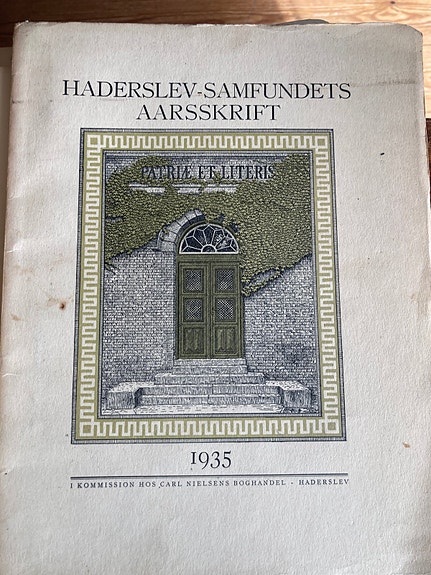 HADERSLEV-SAMFUNDETS
AARSSKRIFT
PATRIÆ ET LITERIS
1935
I KOMMISSION HOS CARL NIELSENS BOGHANDEL - HADERSLEV